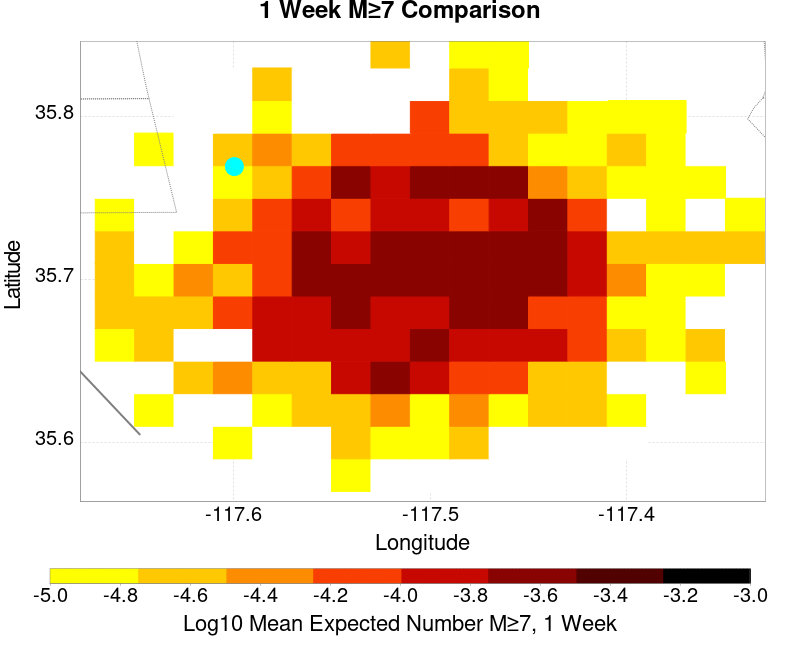 1 Week M≥7 Comparison
35.8
35.7
35.6
Latitude
-117.6 -117.5 -117.4
Longitude
-5.0 -4.8 -4.6 -4.4 -4.2 -4.0 -3.8 -3.6 -3.4 -3.2 -3.0
Log10 Mean Expected Number M≥7, 1 Week